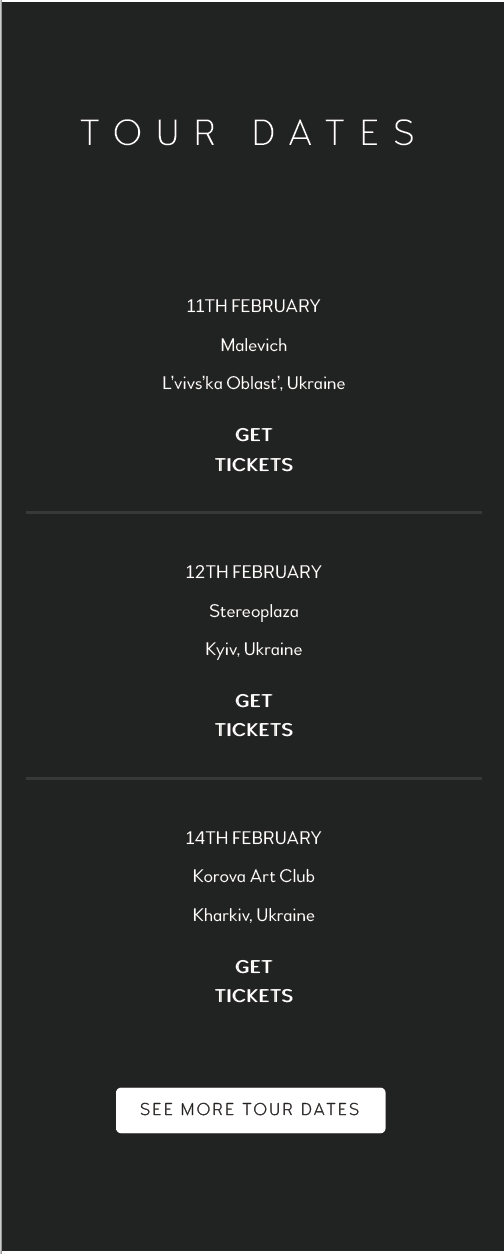 TOUR DATES
11TH FEBRUARY
Malevich
L'vivs'ka Oblast', Ukraine
GET
TICKETS
12TH FEBRUARY
Stereoplaza
Kyiv, Ukraine
GET
TICKETS
14TH FEBRUARY
Korova Art Club
Kharkiv, Ukraine
GET
TICKETS
SEE MORE TOUR DATES